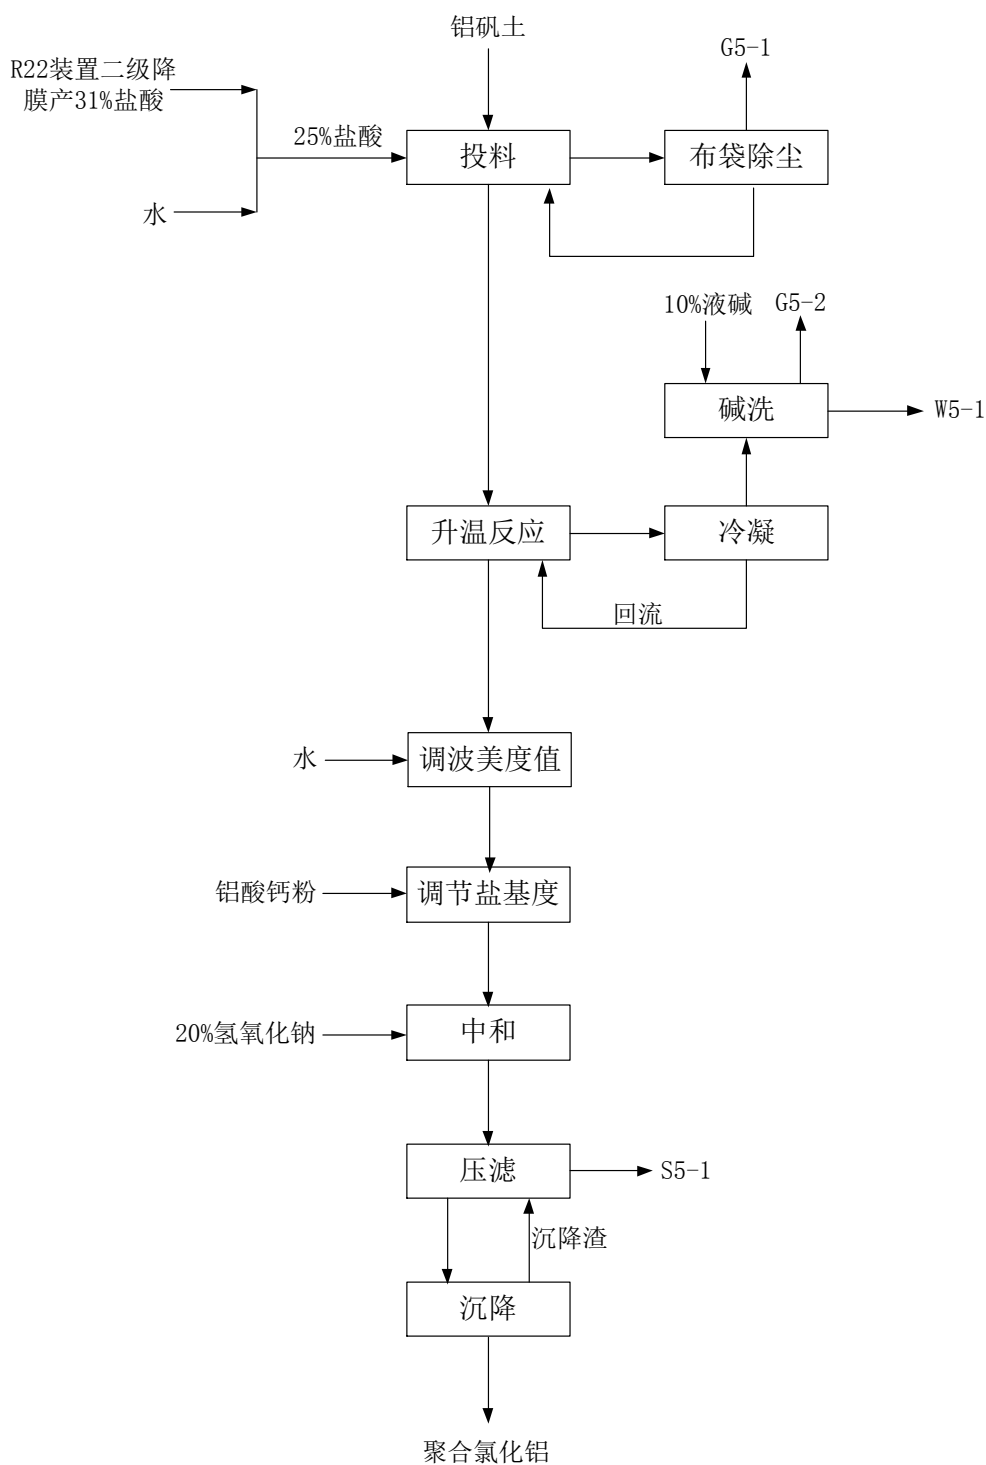 铝矾土
G5-1
R22装置二级降
膜产31%盐酸
25%盐酸
投料
布袋除尘
水
10%液碱
G5-2
碱洗
W5-1
升温反应
冷凝
回流
水
调波美度值
铝酸钙粉
调节盐基度
20%氢氧化钠
中和
压滤
S5-1
沉降渣
沉降
聚合氯化铝